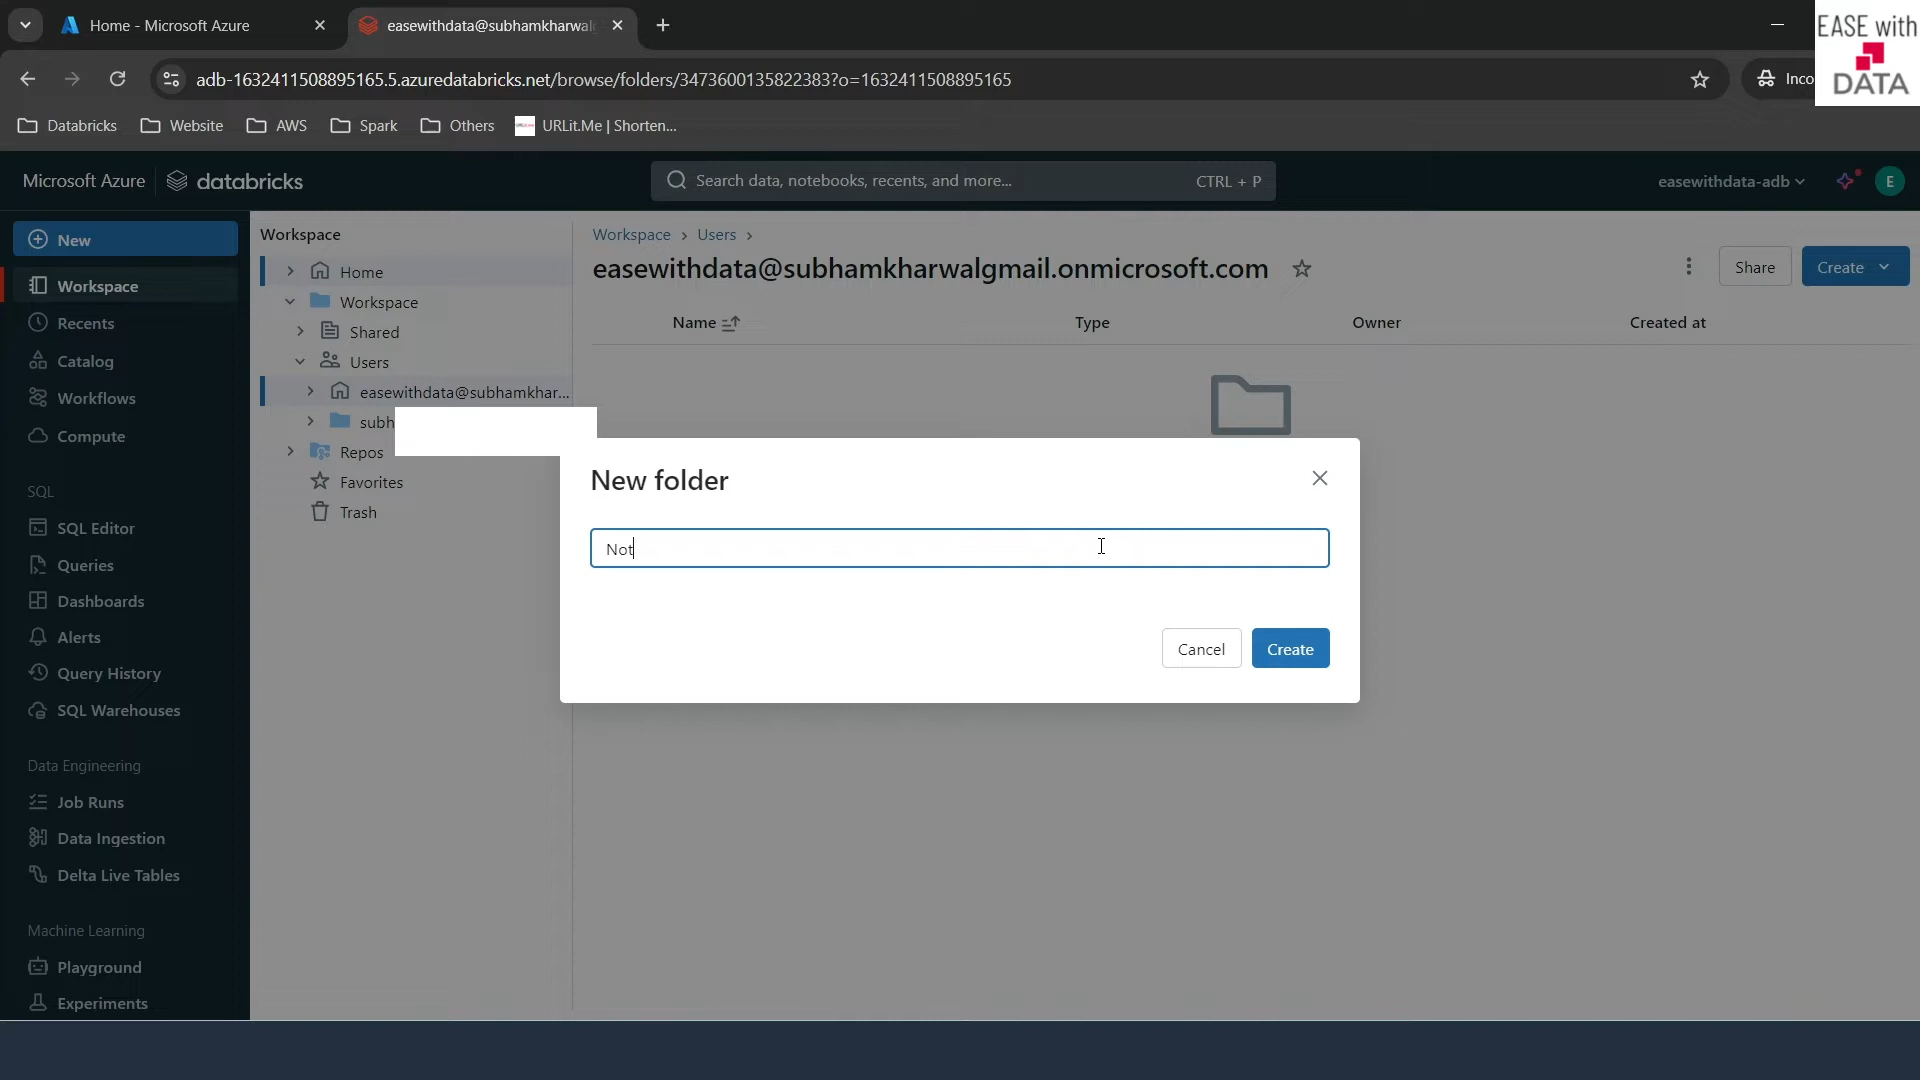 Home - Microsoft Azure
easewithdata@subhamkharwal
EASE with
DATA
adb-1632411508895165.5.azuredatabricks.net/browse/folders/3473600135822383?o=1632411508895165
Inco
Databricks
Website
AWS
Spark
Others
URLit.Me | Shorten...
Microsoft Azure
databricks
Search data, notebooks, recents, and more...
CTRL + P
easewithdata-adb
E
New
Workspace
Recents
Catalog
Workflows
Compute
SQL
SQL Editor
Queries
Dashboards
Alerts
Query History
SQL Warehouses
Data Engineering
Job Runs
Data Ingestion
Delta Live Tables
Machine Learning
Playground
Experiments
Workspace
Home
Workspace
Shared
Users
easewithdata@subhamkhar...
subh
Repos
Favorites
Trash
Workspace › Users ›
easewithdata@subhamkharwalgmail.onmicrosoft.com
Share
Create
Name
Type
Owner
Created at
New folder
Not
Cancel
Create